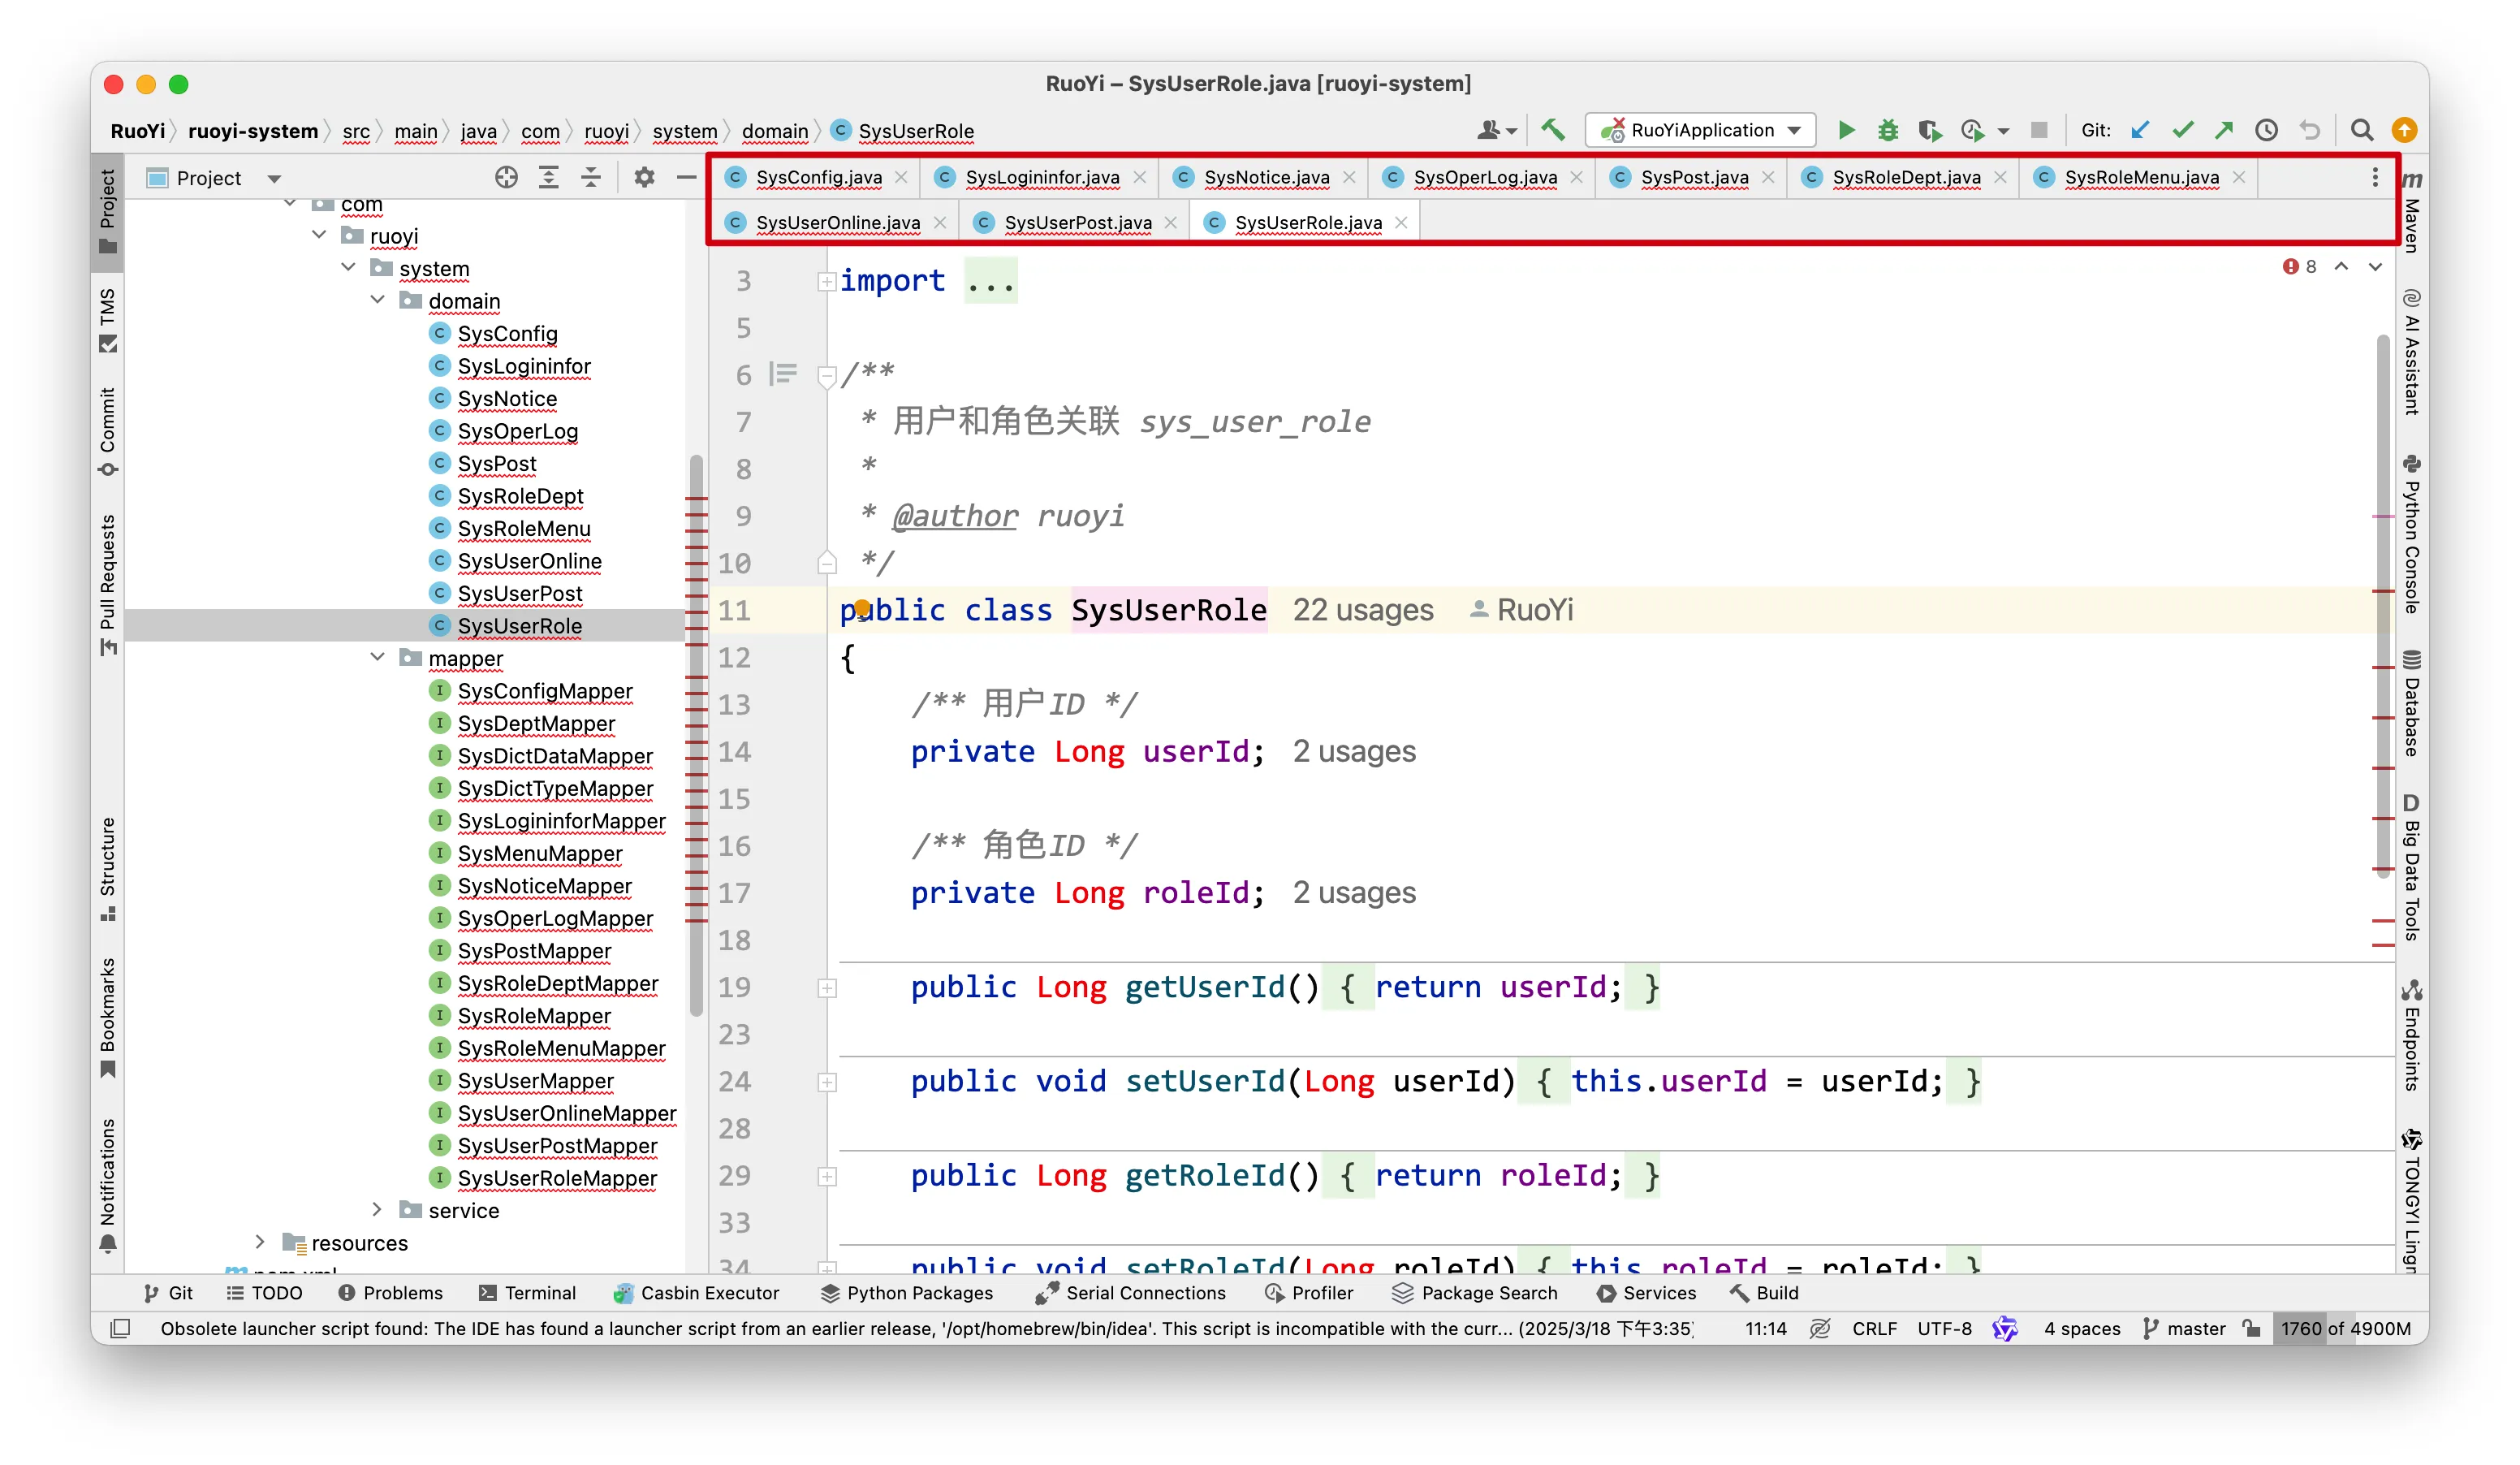 RuoYi – SysUserRole.java [ruoyi-system]
RuoYi ruoyi-system src main java com ruoyi system domain SysUserRole
RuoYiApplication
Git:
Project
SysConfig.java
SysLogininfor.java
SysNotice.java
SysOperLog.java
SysPost.java
SysRoleDept.java
SysRoleMenu.java
SysUserOnline.java
SysUserPost.java
SysUserRole.java
Project
TMS
Commit
Pull Requests
Structure
Bookmarks
Notifications
com
ruoyi
system
domain
SysConfig
SysLogininfor
SysNotice
SysOperLog
SysPost
SysRoleDept
SysRoleMenu
SysUserOnline
SysUserPost
SysUserRole
mapper
SysConfigMapper
SysDeptMapper
SysDictDataMapper
SysDictTypeMapper
SysLogininforMapper
SysMenuMapper
SysNoticeMapper
SysOperLogMapper
SysPostMapper
SysRoleDeptMapper
SysRoleMapper
SysRoleMenuMapper
SysUserMapper
SysUserOnlineMapper
SysUserPostMapper
SysUserRoleMapper
service
resources
pom.xml
8
3 import ...
5
6 /**
7 * 用户和角色关联 sys_user_role
8 *
9 * @author ruoyi
10 */
11 public class SysUserRole 22 usages RuoYi
12 {
13 /** 用户ID */
14 private Long userId; 2 usages
15
16 /** 角色ID */
17 private Long roleId; 2 usages
18
19 public Long getUserId() { return userId; }
23
24 public void setUserId(Long userId) { this.userId = userId; }
28
29 public Long getRoleId() { return roleId; }
33
34 public void setRoleId(Long roleId) { this.roleId = roleId; }
Maven
AI Assistant
Python Console
Database
D Big Data Tools
Endpoints
TONGYI Lingm
Git
TODO
Problems
Terminal
Casbin Executor
Python Packages
Serial Connections
Profiler
Package Search
Services
Build
Obsolete launcher script found: The IDE has found a launcher script from an earlier release, '/opt/homebrew/bin/idea'. This script is incompatible with the curr... (2025/3/18 下午3:35)
11:14
CRLF
UTF-8
4 spaces
master
1760 of 4900M